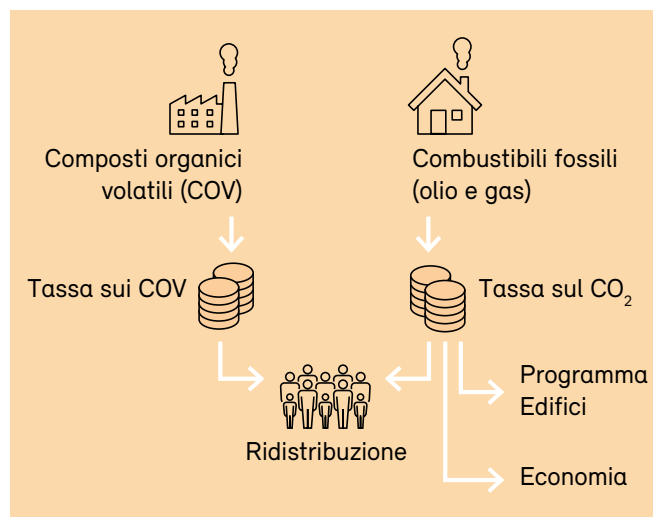 Composti organici
volatili (COV)
Combustibili fossili
(olio e gas)
Tassa sui COV
Tassa sul CO₂
Ridistribuzione
Programma
Edifici
Economia